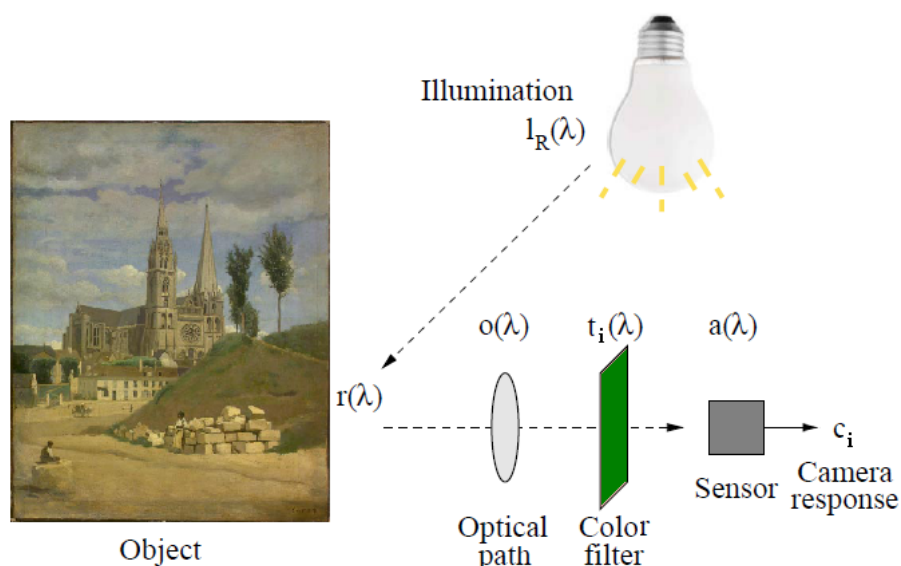 Illumination
l_R(λ)
o(λ)
t_i(λ)
a(λ)
r(λ)
c_i
Sensor
Camera
response
Optical
path
Color
filter
Object